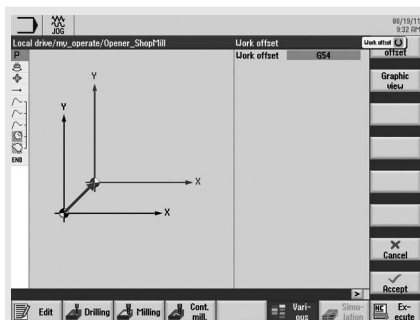 JOG
08/19/11
9:32 AM
Local drive/my_operate/Opener_ShopMill
Work offset
Work offset
offset
P
Work offset G54
Graphic
view
Y
Y
X
X
END
Cancel
Accept
Edit
Drilling
Milling
Cont.
mill.
Vari-
ous
Simu-
lation
NC
Ex-
ecute